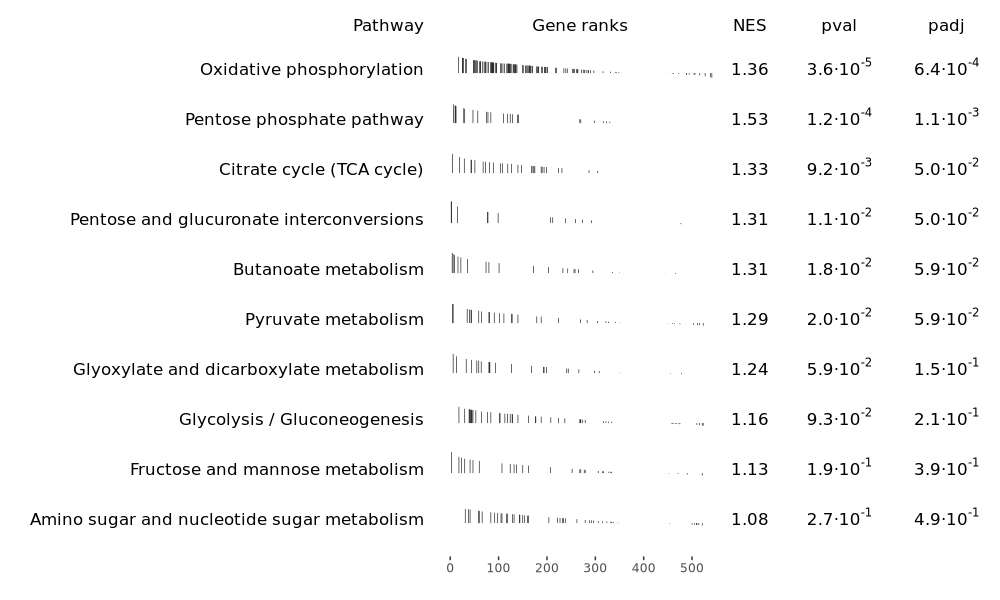 Pathway Gene ranks NES pval padj
Oxidative phosphorylation 1.36 3.6·10⁻⁵ 6.4·10⁻⁴
Pentose phosphate pathway 1.53 1.2·10⁻⁴ 1.1·10⁻³
Citrate cycle (TCA cycle) 1.33 9.2·10⁻³ 5.0·10⁻²
Pentose and glucuronate interconversions 1.31 1.1·10⁻² 5.0·10⁻²
Butanoate metabolism 1.31 1.8·10⁻² 5.9·10⁻²
Pyruvate metabolism 1.29 2.0·10⁻² 5.9·10⁻²
Glyoxylate and dicarboxylate metabolism 1.24 5.9·10⁻² 1.5·10⁻¹
Glycolysis / Gluconeogenesis 1.16 9.3·10⁻² 2.1·10⁻¹
Fructose and mannose metabolism 1.13 1.9·10⁻¹ 3.9·10⁻¹
Amino sugar and nucleotide sugar metabolism 1.08 2.7·10⁻¹ 4.9·10⁻¹
0 100 200 300 400 500